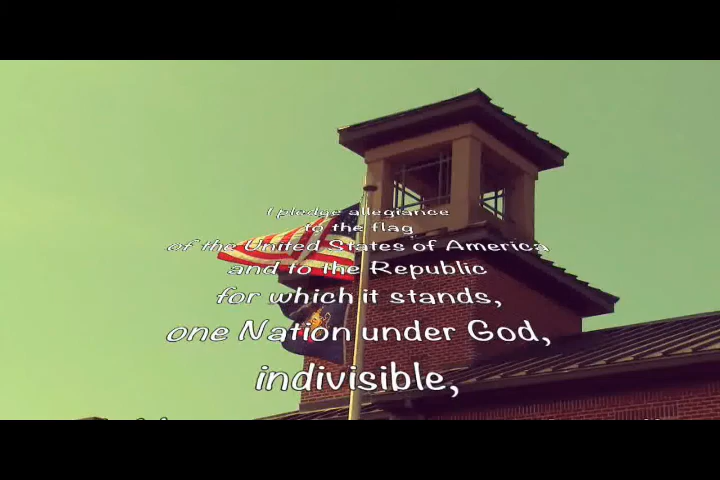 I pledge allegiance
to the flag
of the United States of America
and to the Republic
for which it stands,
one Nation under God,
indivisible,